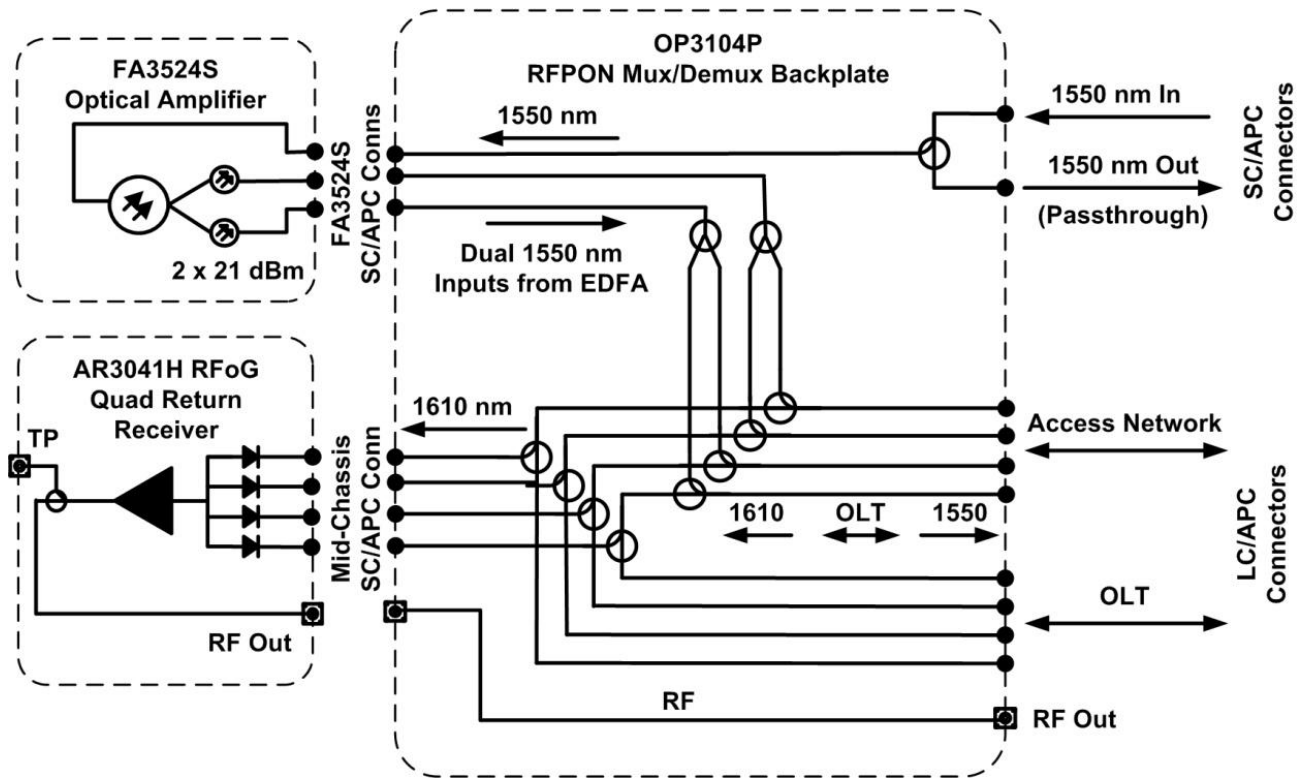 FA3524S
Optical Amplifier
2 x 21 dBm
FA3524S
SC/APC Conns
OP3104P
RFPON Mux/Demux Backplate
1550 nm
Dual 1550 nm
Inputs from EDFA
1550 nm In
1550 nm Out
(Passthrough)
SC/APC
Connectors
AR3041H RFoG
Quad Return
Receiver
TP
RF Out
Mid-Chassis
SC/APC Conn
1610 nm
1610
OLT
1550
RF
Access Network
OLT
LC/APC
Connectors
RF Out